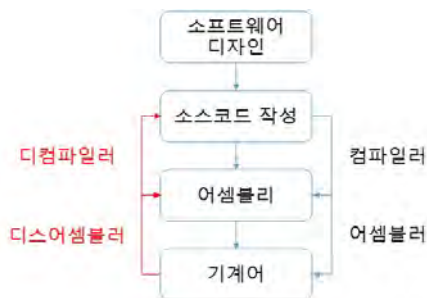 소프트웨어
디자인
소스코드 작성
디컴파일러
컴파일러
어셈블리
디스어셈블러
어셈블러
기계어